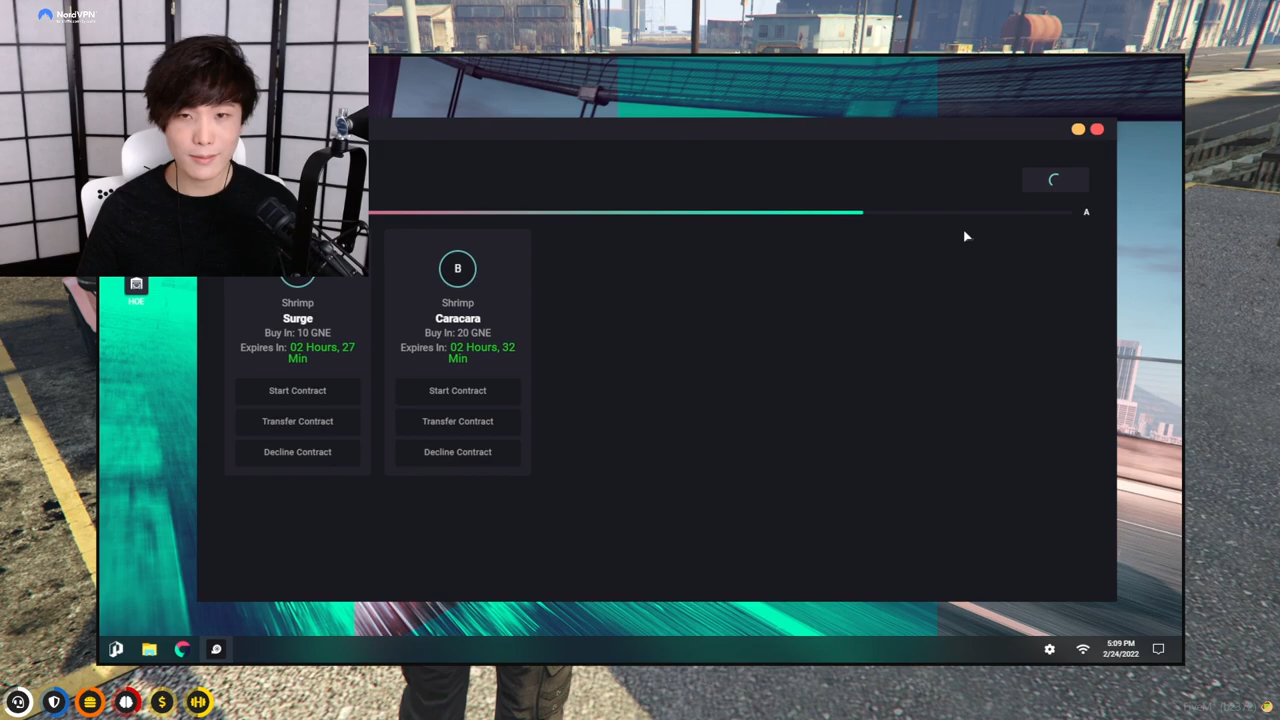 NordVPN
A
HOE
Shrimp
Surge
Buy In: 10 GNE
Expires In: 02 Hours, 27
Min
Start Contract
Transfer Contract
Decline Contract
B
Shrimp
Caracara
Buy In: 20 GNE
Expires In: 02 Hours, 32
Min
Start Contract
Transfer Contract
Decline Contract
5:09 PM
2/24/2022